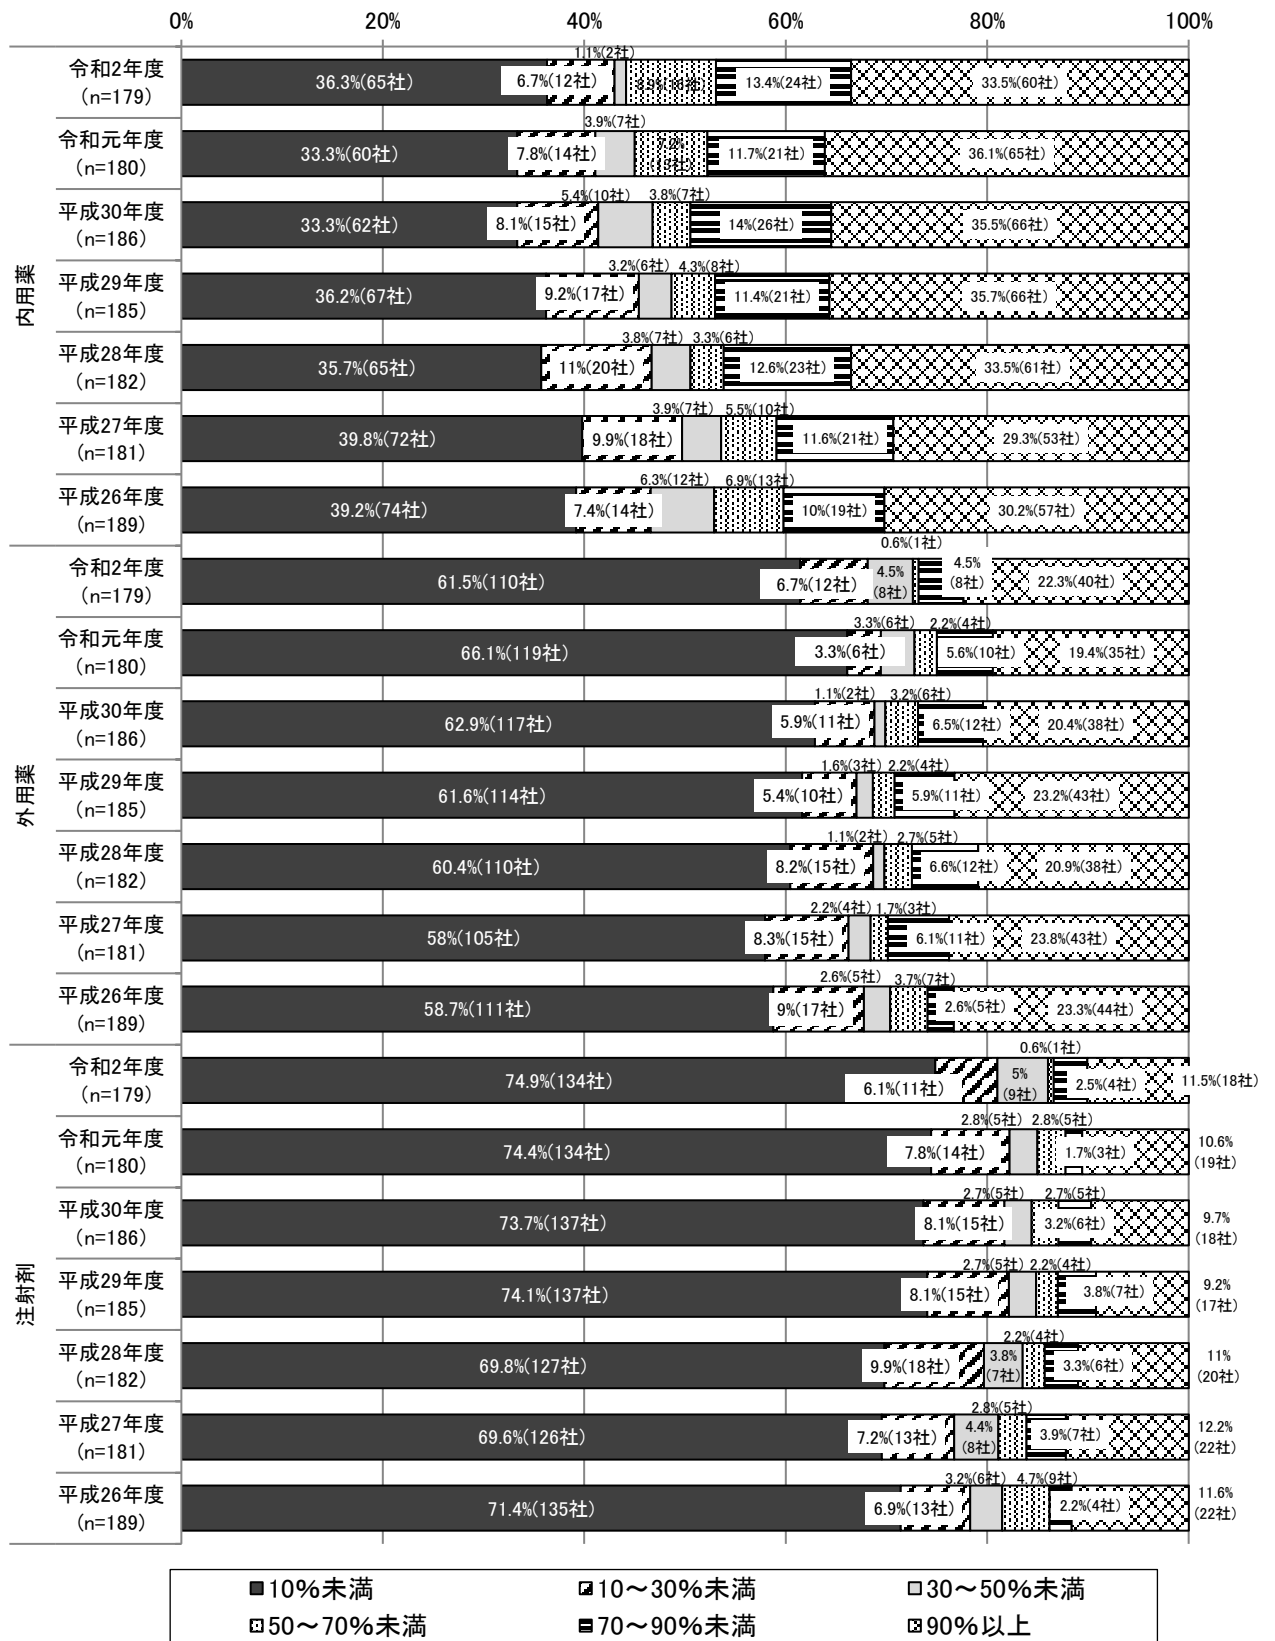 0% 20% 40% 60% 80% 100%
内用薬
1.1%(2社)
令和2年度
（n=179）
36.3%(65社) 6.7%(12社) 13.4%(24社) 33.5%(60社)
3.9%(7社)
令和元年度
（n=180）
33.3%(60社) 7.8%(14社) 11.7%(21社) 36.1%(65社)
5.4%(10社) 3.8%(7社)
平成30年度
（n=186）
33.3%(62社) 8.1%(15社) 14%(26社) 35.5%(66社)
3.2%(6社) 4.3%(8社)
平成29年度
（n=185）
36.2%(67社) 9.2%(17社) 11.4%(21社) 35.7%(66社)
3.8%(7社) 3.3%(6社)
平成28年度
（n=182）
35.7%(65社) 11%(20社) 12.6%(23社) 33.5%(61社)
3.9%(7社) 5.5%(10社)
平成27年度
（n=181）
39.8%(72社) 9.9%(18社) 11.6%(21社) 29.3%(53社)
6.3%(12社) 6.9%(13社)
平成26年度
（n=189）
39.2%(74社) 7.4%(14社) 10%(19社) 30.2%(57社)
外用薬
0.6%(1社)
令和2年度
（n=179）
61.5%(110社) 6.7%(12社) 4.5%
(8社)
4.5%
(8社)
22.3%(40社)
3.3%(6社) 2.2%(4社)
令和元年度
（n=180）
66.1%(119社) 3.3%(6社) 5.6%(10社) 19.4%(35社)
1.1%(2社) 3.2%(6社)
平成30年度
（n=186）
62.9%(117社) 5.9%(11社) 6.5%(12社) 20.4%(38社)
1.6%(3社) 2.2%(4社)
平成29年度
（n=185）
61.6%(114社) 5.4%(10社) 5.9%(11社) 23.2%(43社)
1.1%(2社) 2.7%(5社)
平成28年度
（n=182）
60.4%(110社) 8.2%(15社) 6.6%(12社) 20.9%(38社)
2.2%(4社) 1.7%(3社)
平成27年度
（n=181）
58%(105社) 8.3%(15社) 6.1%(11社) 23.8%(43社)
2.6%(5社) 3.7%(7社)
平成26年度
（n=189）
58.7%(111社) 9%(17社) 2.6%(5社) 23.3%(44社)
注射剤
0.6%(1社)
令和2年度
（n=179）
74.9%(134社) 6.1%(11社) 5%
(9社)
2.5%(4社) 11.5%(18社)
2.8%(5社) 2.8%(5社)
令和元年度
（n=180）
74.4%(134社) 7.8%(14社) 1.7%(3社) 10.6%
(19社)
2.7%(5社) 2.7%(5社)
平成30年度
（n=186）
73.7%(137社) 8.1%(15社) 3.2%(6社) 9.7%
(18社)
2.7%(5社) 2.2%(4社)
平成29年度
（n=185）
74.1%(137社) 8.1%(15社) 3.8%(7社) 9.2%
(17社)
2.2%(4社)
平成28年度
（n=182）
69.8%(127社) 9.9%(18社) 3.8%
(7社)
3.3%(6社) 11%
(20社)
2.8%(5社)
平成27年度
（n=181）
69.6%(126社) 7.2%(13社) 4.4%
(8社)
3.9%(7社) 12.2%
(22社)
3.2%(6社) 4.7%(9社)
平成26年度
（n=189）
71.4%(135社) 6.9%(13社) 2.2%(4社) 11.6%
(22社)
10％未満 10～30％未満 30～50％未満
50～70％未満 70～90％未満 90％以上